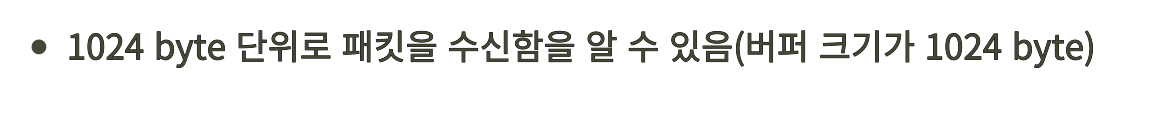 • 1024 byte 단위로 패킷을 수신함을 알 수 있음(버퍼 크기가 1024 byte)